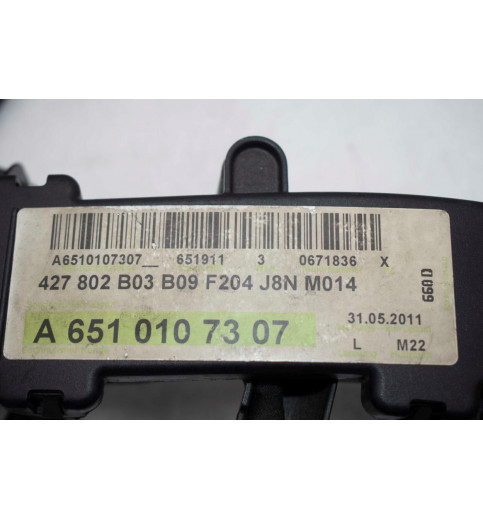 A6510107307__ 651911 3 0671836 X
427 802 B03 B09 F204 J8N M014
A 651 010 73 07
31.05.2011
L M22
660D